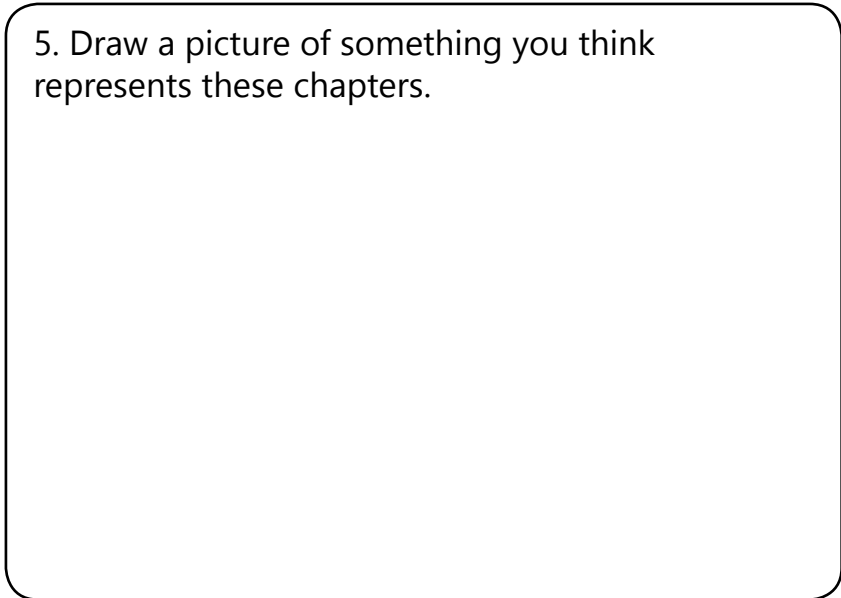 5. Draw a picture of something you think
represents these chapters.